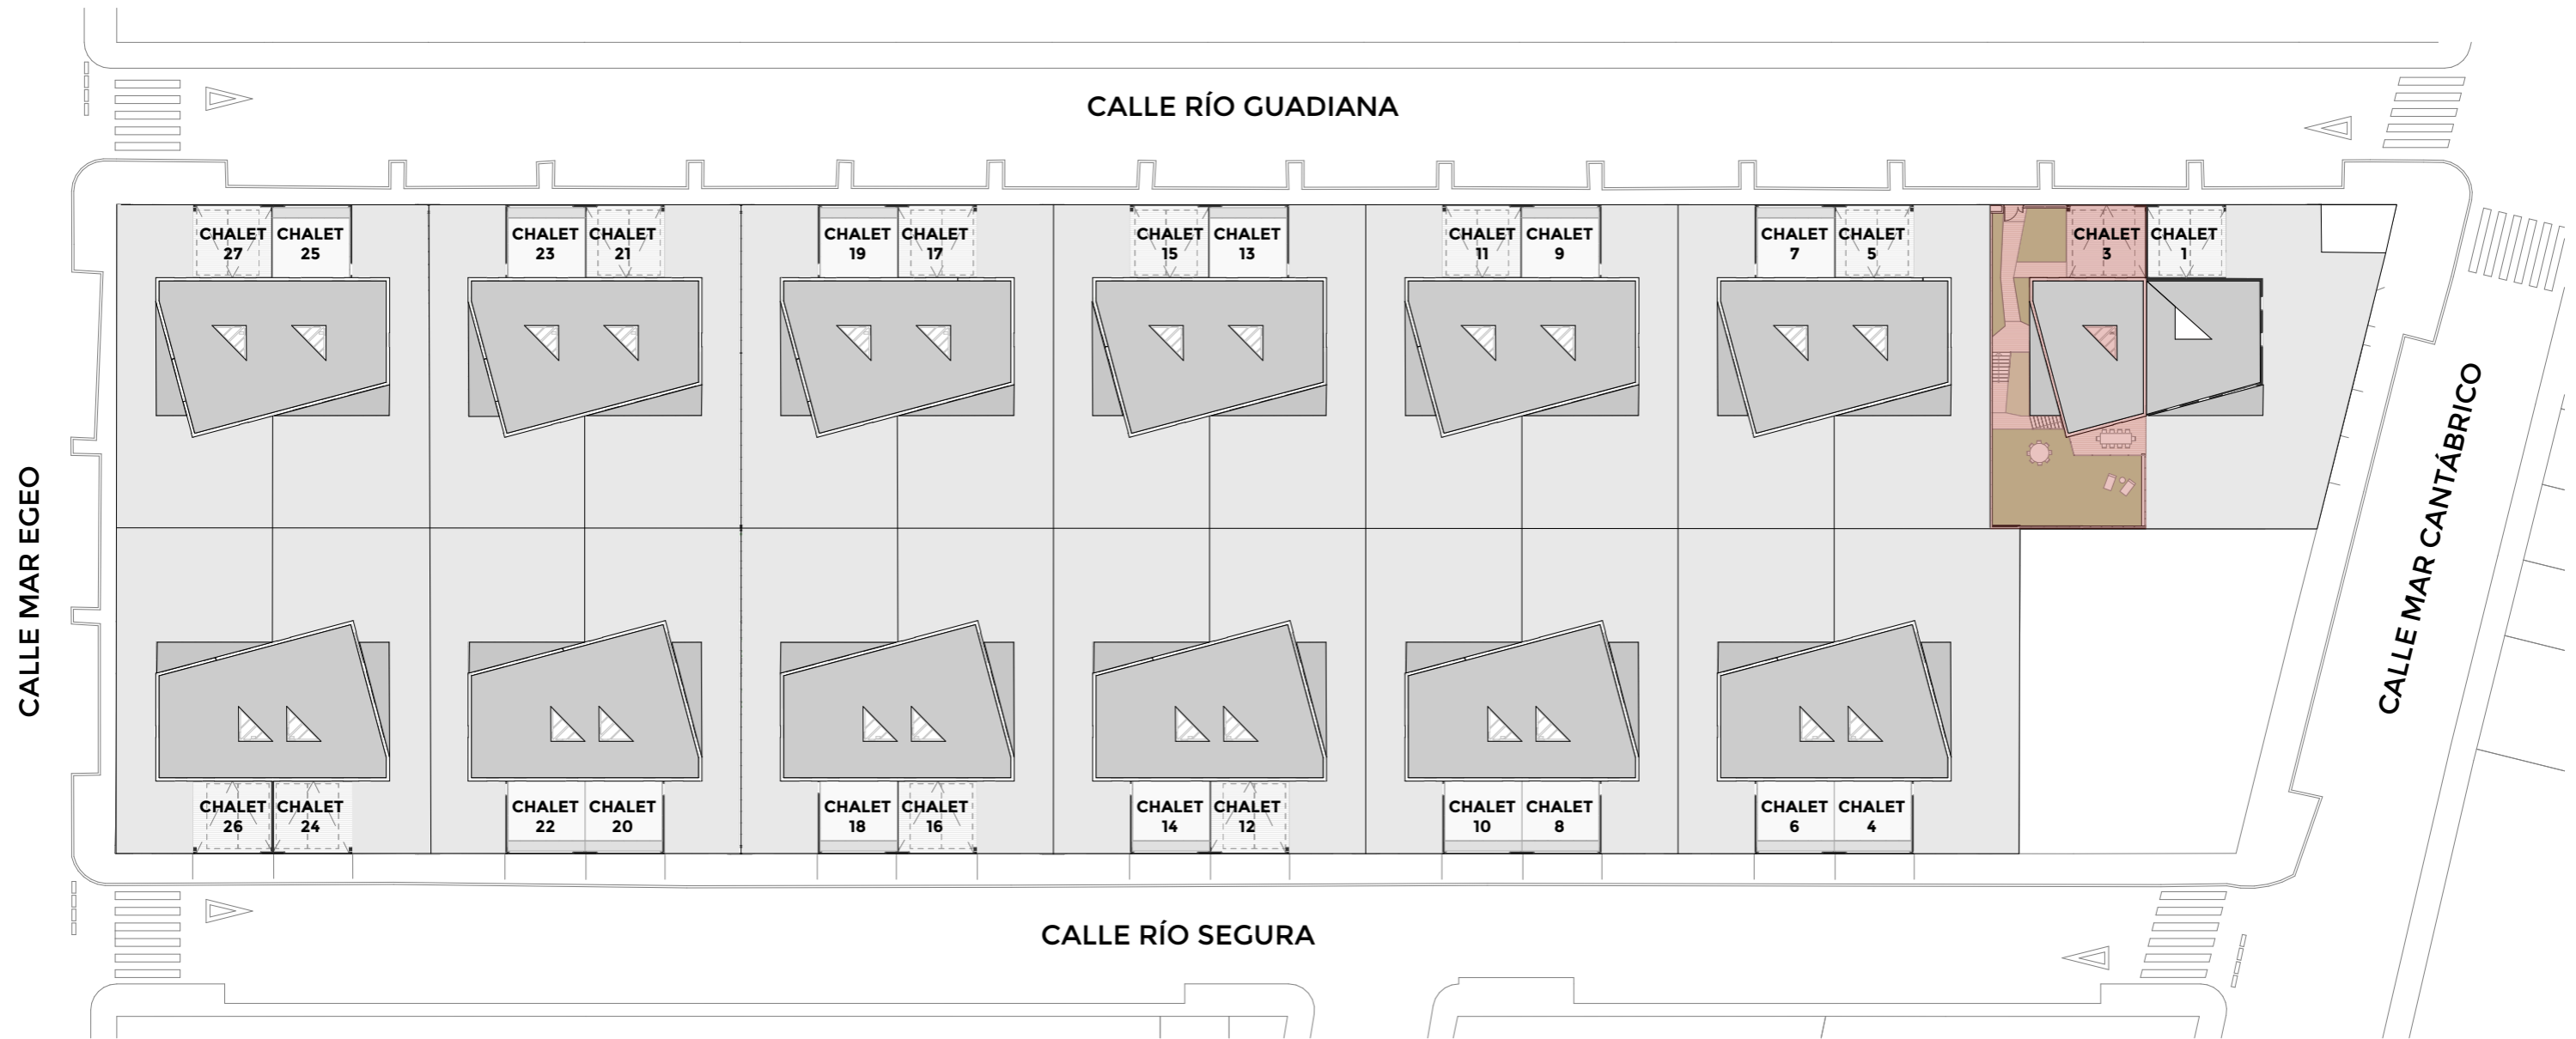 CALLE RÍO GUADIANA
CHALET
27
CHALET
25
CHALET
23
CHALET
21
CHALET
19
CHALET
17
CHALET
15
CHALET
13
CHALET
11
CHALET
9
CHALET
7
CHALET
5
CHALET
3
CHALET
1
CALLE MAR EGEO
CALLE MAR CANTÁBRICO
CHALET
26
CHALET
24
CHALET
22
CHALET
20
CHALET
18
CHALET
16
CHALET
14
CHALET
12
CHALET
10
CHALET
8
CHALET
6
CHALET
4
CALLE RÍO SEGURA